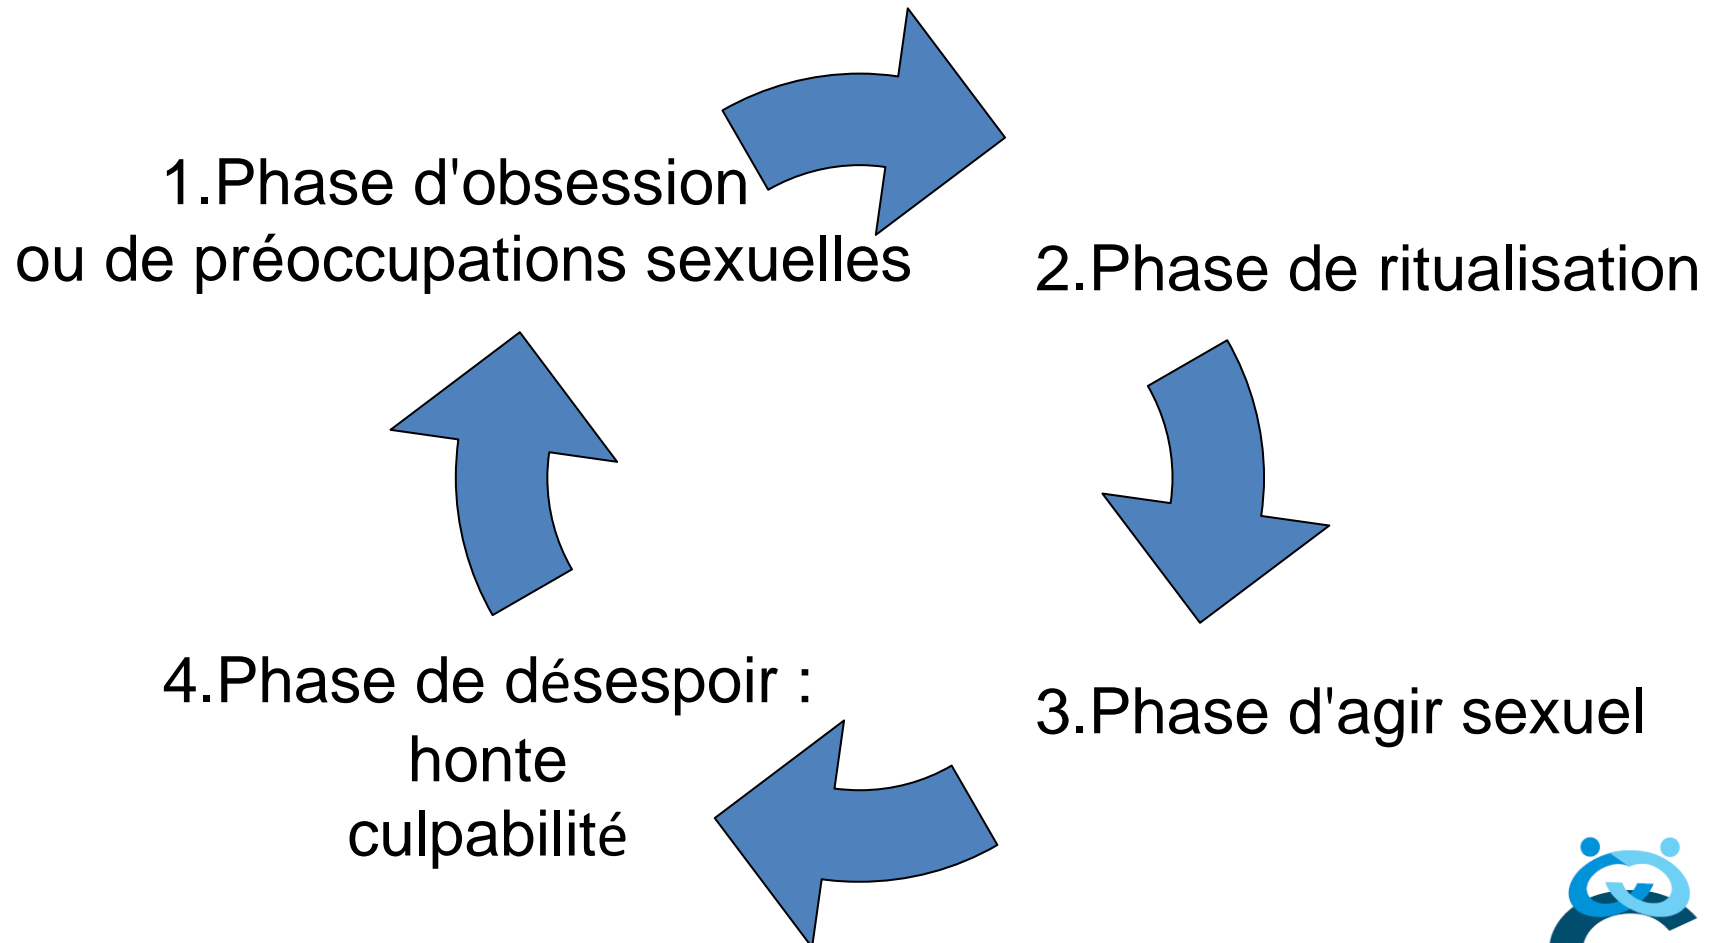 1.Phase d'obsession
ou de préoccupations sexuelles
2.Phase de ritualisation
3.Phase d'agir sexuel
4.Phase de désespoir :
honte
culpabilité